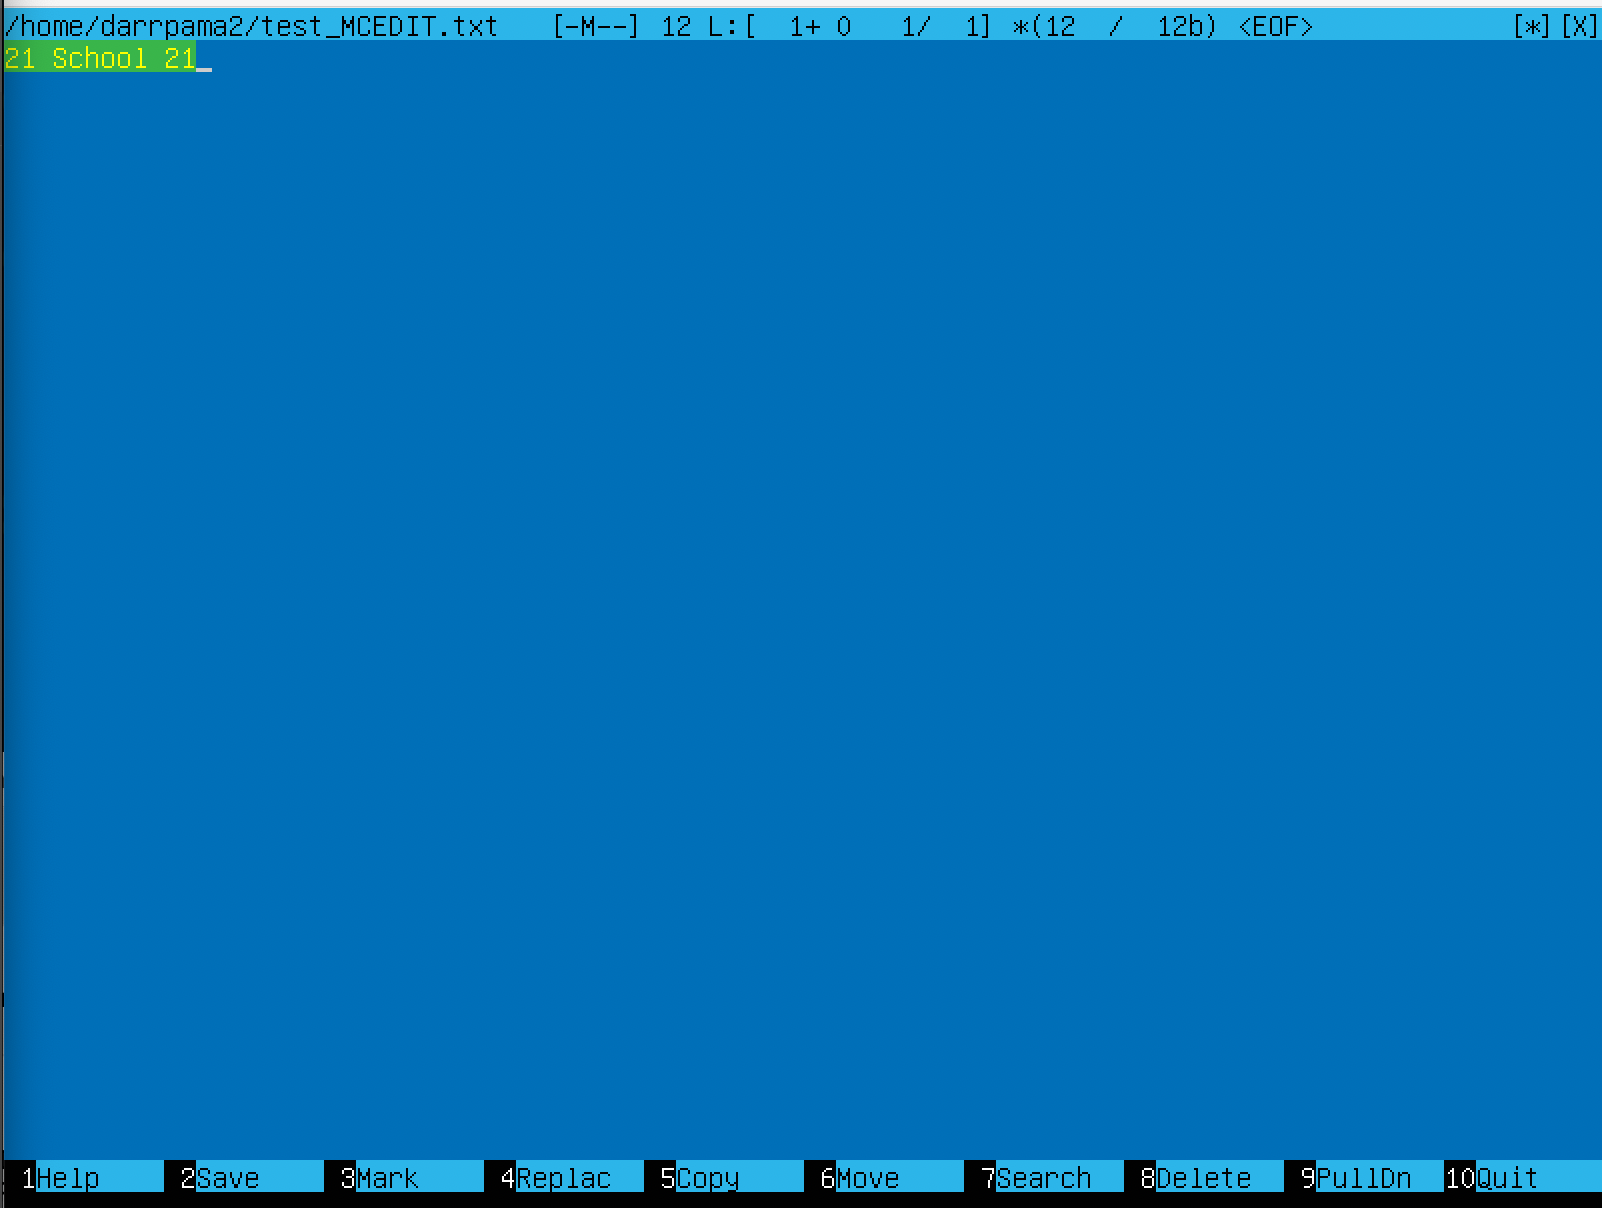 /home/darrpama2/test_MCEDIT.txt [-M--] 12 L:[ 1+ 0 1/ 1] *(12 / 12b) <EOF> [*][X]
21 School 21_
1Help 2Save 3Mark 4Replac 5Copy 6Move 7Search 8Delete 9PullDn 10Quit